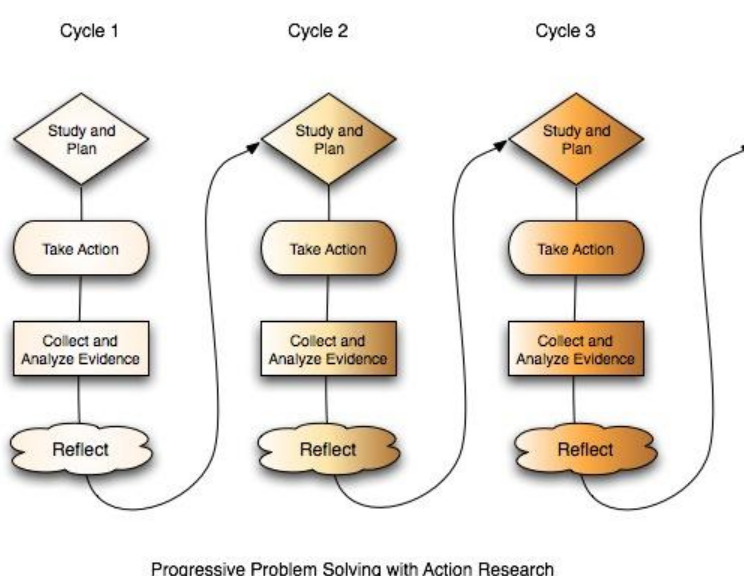 Cycle 1
Cycle 2
Cycle 3
Study and
Plan
Take Action
Collect and
Analyze Evidence
Reflect
Study and
Plan
Take Action
Collect and
Analyze Evidence
Reflect
Study and
Plan
Take Action
Collect and
Analyze Evidence
Reflect
Progressive Problem Solving with Action Research